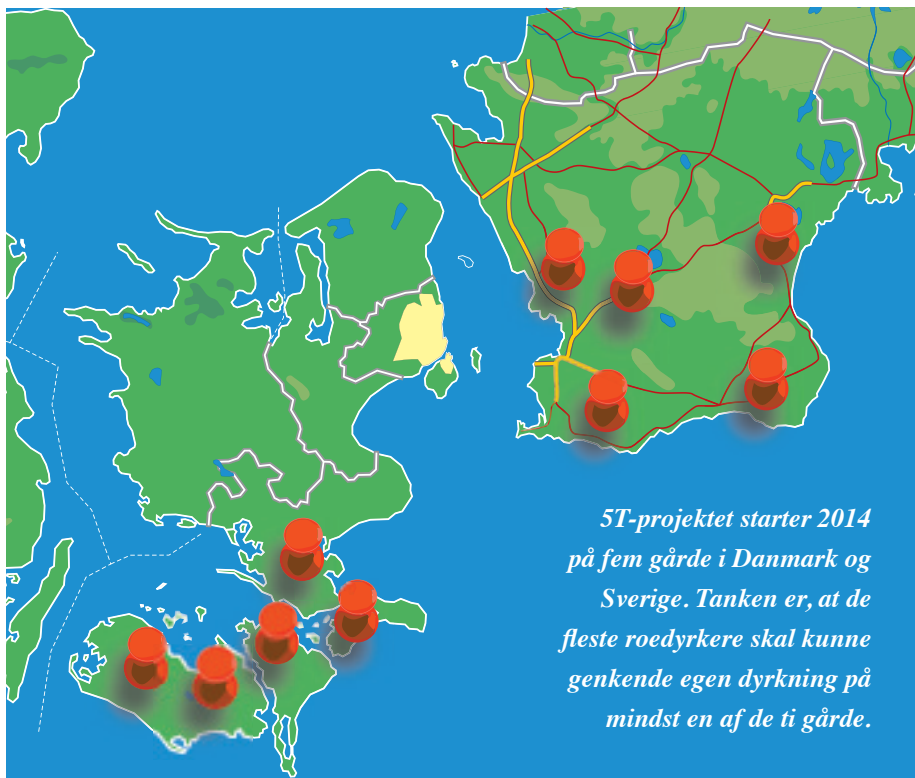 5T-projektet starter 2014
på fem gårde i Danmark og
Sverige. Tanken er, at de
fleste roedyrkere skal kunne
genkende egen dyrkning på
mindst en af de ti gårde.